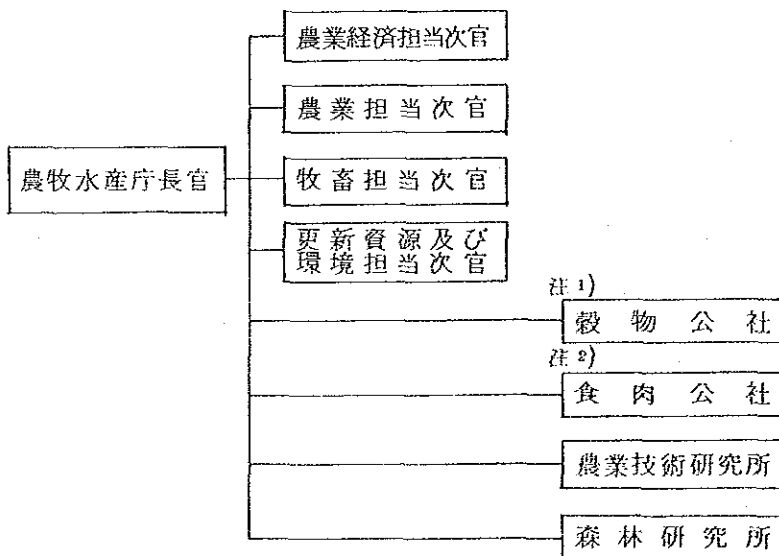 農業経済担当次官
農業担当次官
農牧水産庁長官
牧畜担当次官
更新資源及び
環境担当次官
注1)
穀物公社
注2)
食肉公社
農業技術研究所
森林研究所